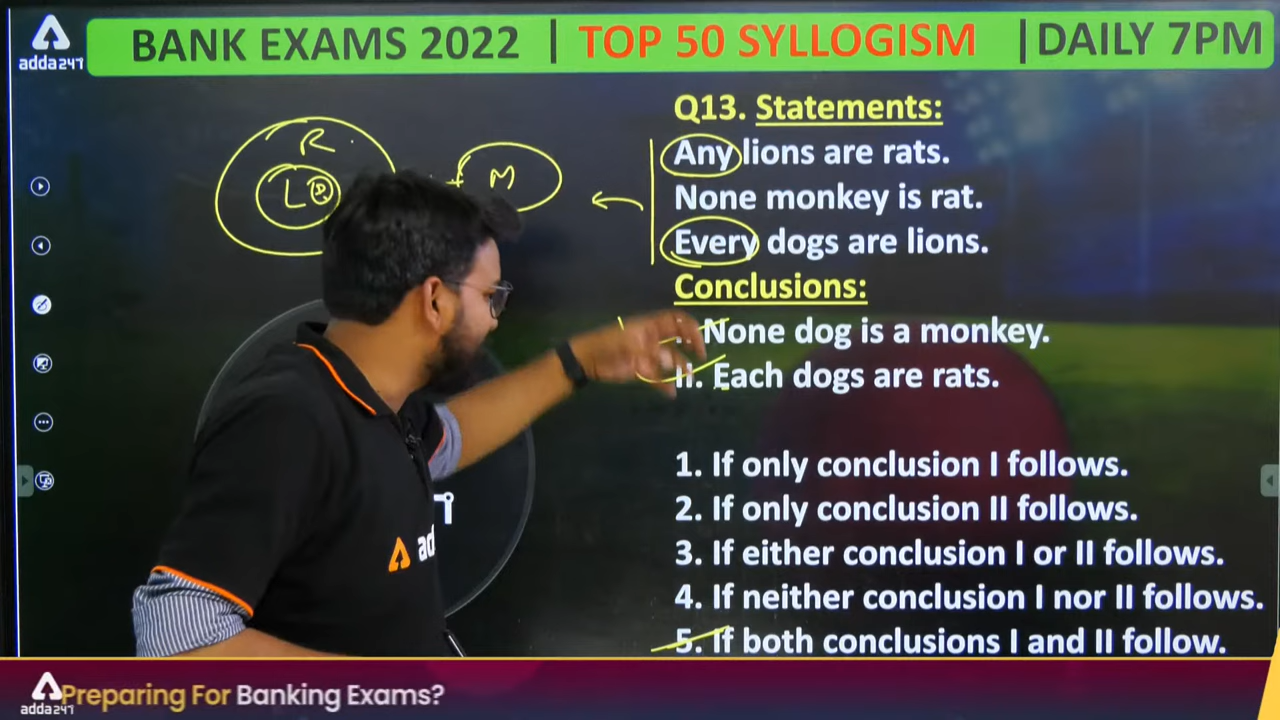 adda247
BANK EXAMS 2022 | TOP 50 SYLLOGISM | DAILY 7PM
R
L D
M
Q13. Statements:
Any lions are rats.
None monkey is rat.
Every dogs are lions.
Conclusions:
None dog is a monkey.
II. Each dogs are rats.
1. If only conclusion I follows.
2. If only conclusion II follows.
3. If either conclusion I or II follows.
4. If neither conclusion I nor II follows.
5. If both conclusions I and II follow.
ad
adda247
Preparing For Banking Exams?